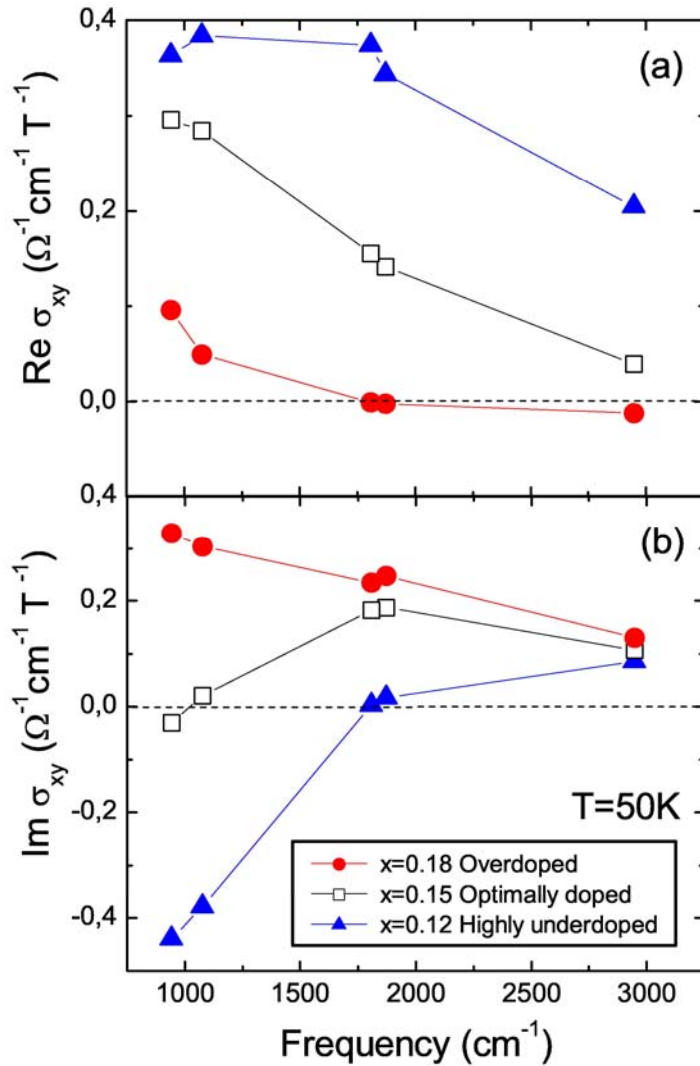 0,4
(a)
0,2
0,0
Re σxy (Ω⁻¹cm⁻¹ T⁻¹)
0,4
(b)
0,2
0,0
-0,2
-0,4
Im σxy (Ω⁻¹cm⁻¹ T⁻¹)
T=50K
x=0.18 Overdoped
x=0.15 Optimally doped
x=0.12 Highly underdoped
1000 1500 2000 2500 3000
Frequency (cm⁻¹)